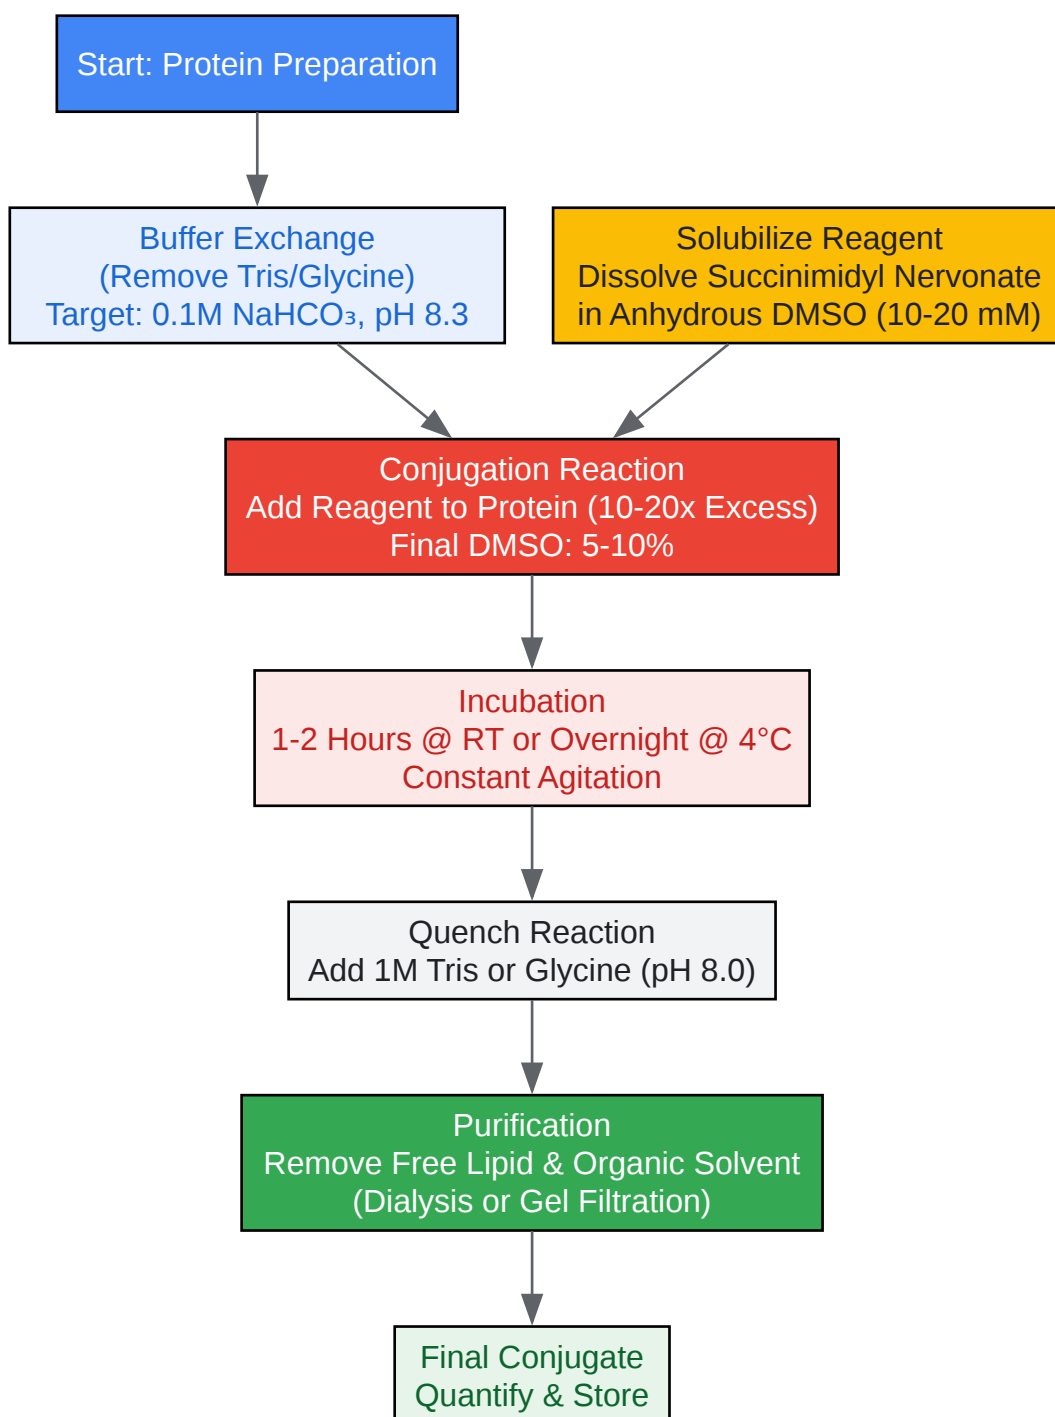 Start: Protein Preparation
Buffer Exchange
(Remove Tris/Glycine)
Target: 0.1M NaHCO₃, pH 8.3
Solubilize Reagent
Dissolve Succinimidyl Nervonate
in Anhydrous DMSO (10-20 mM)
Conjugation Reaction
Add Reagent to Protein (10-20x Excess)
Final DMSO: 5-10%
Incubation
1-2 Hours @ RT or Overnight @ 4°C
Constant Agitation
Quench Reaction
Add 1M Tris or Glycine (pH 8.0)
Purification
Remove Free Lipid & Organic Solvent
(Dialysis or Gel Filtration)
Final Conjugate
Quantify & Store